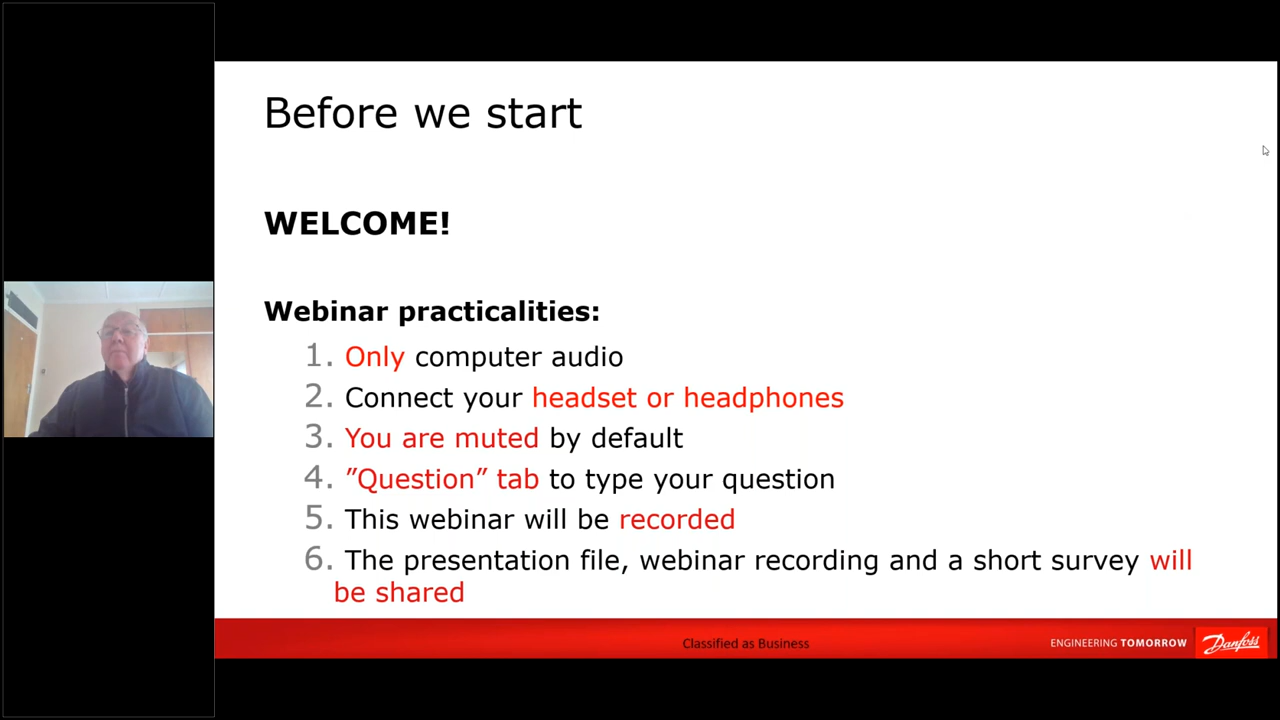 Before we start
WELCOME!
Webinar practicalities:
1. Only computer audio
2. Connect your headset or headphones
3. You are muted by default
4. ”Question” tab to type your question
5. This webinar will be recorded
6. The presentation file, webinar recording and a short survey will
be shared
Classified as Business
ENGINEERING TOMORROW
Danfoss